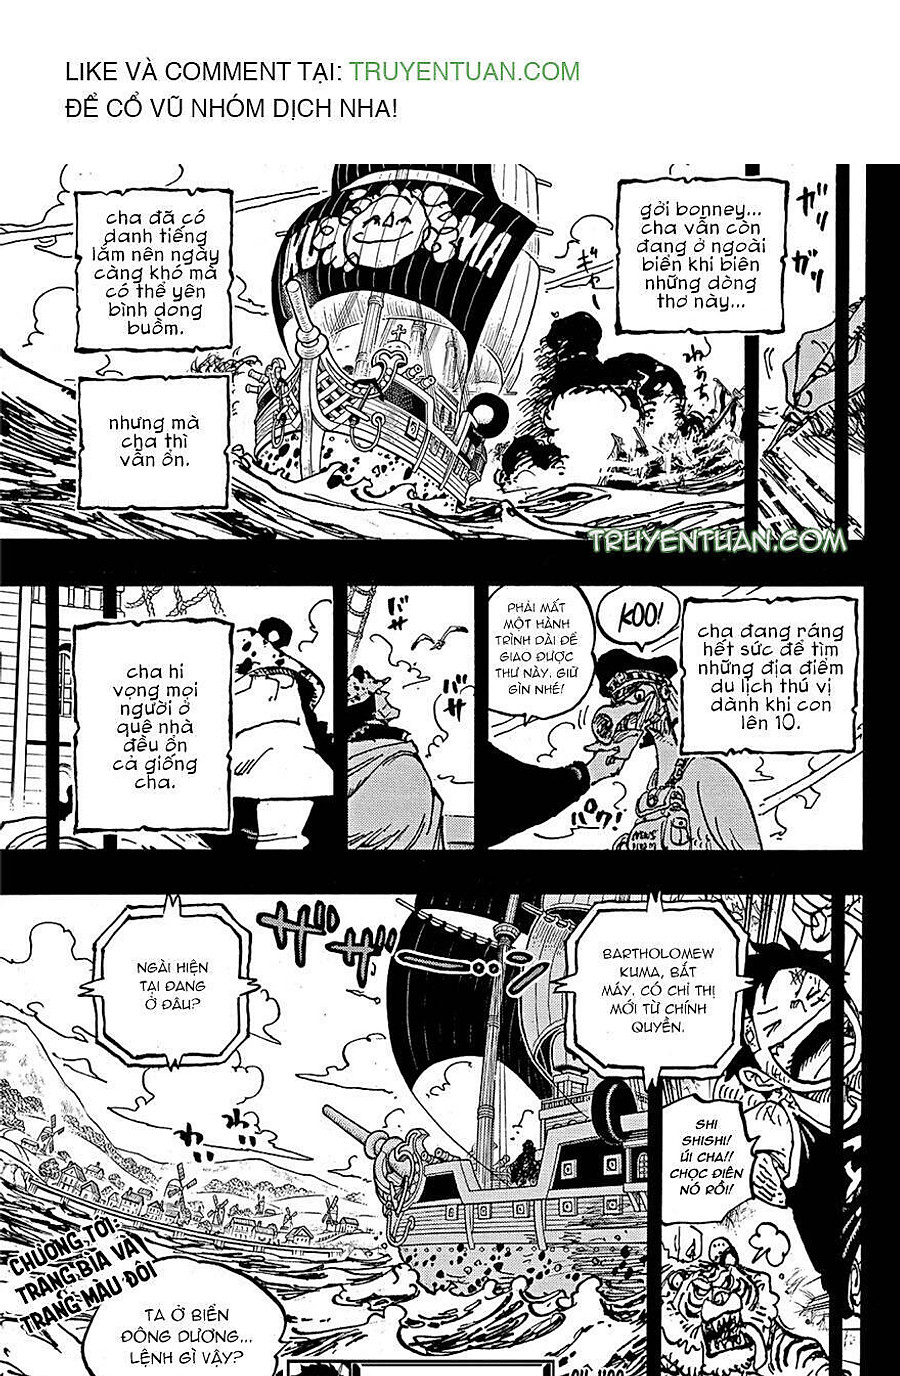 LIKE VÀ COMMENT TẠI: TRUYENTUAN.COM
ĐỂ CỔ VŨ NHÓM DỊCH NHA!
ガリ
ガリ
gởi bonney...
cha vẫn còn
đang ở ngoài
biển khi biên
những dòng
thơ này...
cha đã có
danh tiếng
lắm nên ngày
càng khó mà
có thể yên
bình dong
buồm.
nhưng mà
cha thì
vẫn ổn.
TRUYENTUAN.COM
cha đang ráng
hết sức để tìm
những địa điểm
du lịch thú vị
dành khi con
lên 10.
KOO!
PHẢI MẤT
MỘT HÀNH
TRÌNH DÀI ĐỂ
GIAO ĐƯỢC
THƯ NÀY. GIỮ
GÌN NHÉ!
NEWS
cha hi
vọng mọi
người ở
quê nhà
đều ổn
cả giống
cha.
BARTHOLOMEW
KUMA, BẮT
MÁY. CÓ CHỈ THỊ
MỚI TỪ CHÍNH
QUYỀN.
NGÀI HIỆN
TẠI ĐANG
Ở ĐÂU?
SHI
SHISHI!
ÚI CHA!!
CHỌC ĐIÊN
NÓ RỒI!
CHƯƠNG TỚI:
TRANG BÌA VÀ
TRANG MÀU ĐÔI
TA Ở BIỂN
ĐÔNG DƯƠNG...
LỆNH GÌ VẬY?
TRUYENTUAN.COM